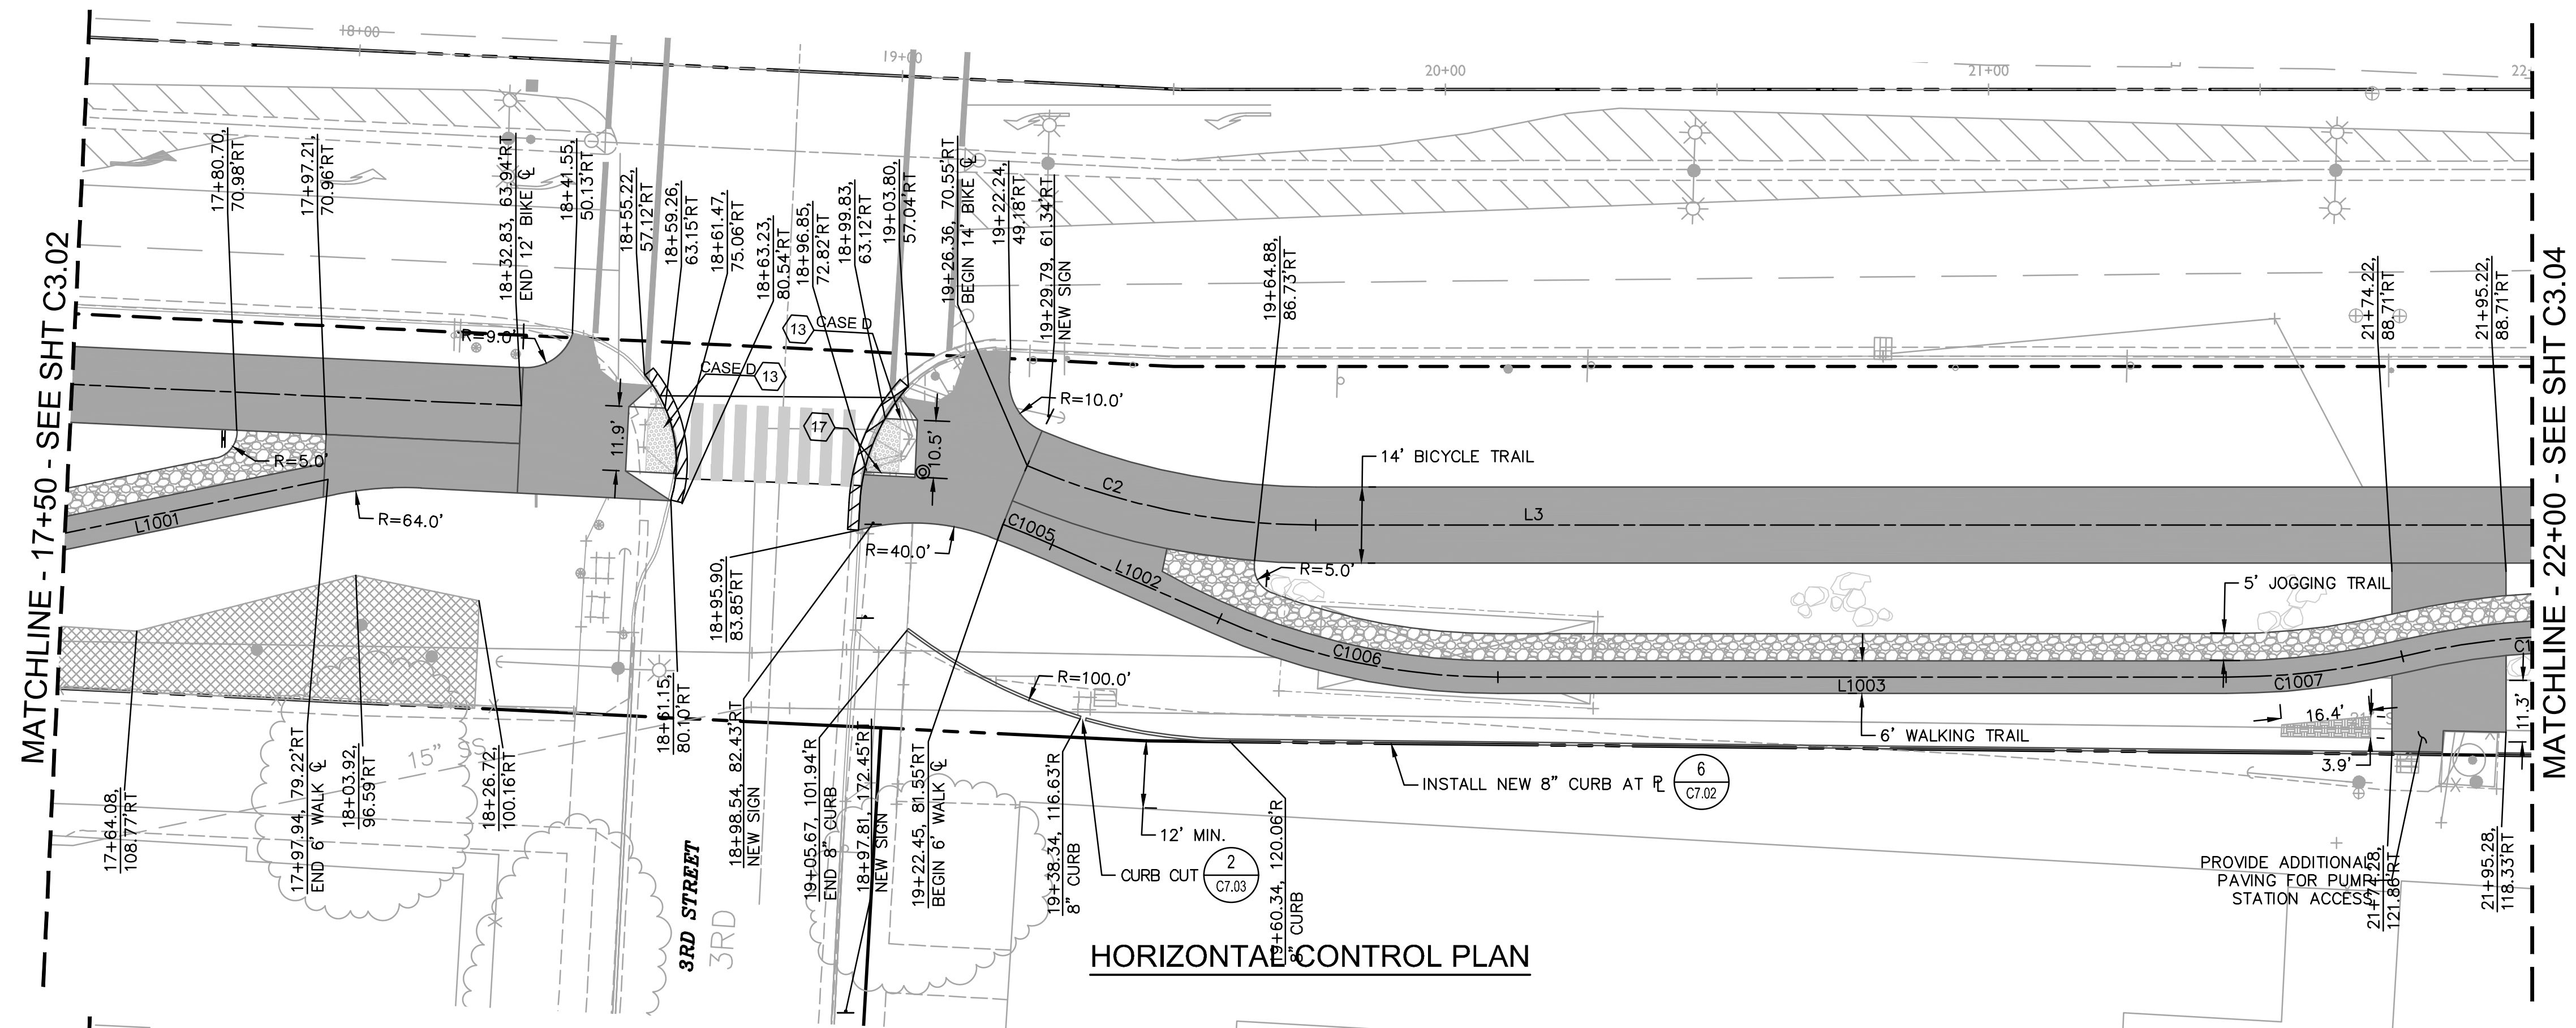 18+00
19+00
20+00
21+00
22
MATCHLINE - 17+50 - SEE SHT C3.02
17+80.70,
70.98'RT
17+97.21,
70.96'RT
18+32.83, 63.94'RT
END 12' BIKE ℄
18+41.55,
50.13'RT
18+55.22,
57.12'RT
18+59.26,
63.15'RT
18+61.47,
75.06'RT
18+63.23,
80.54'RT
18+96.85,
72.82'RT
18+99.83,
63.12'RT
19+03.80,
57.04'RT
19+26.36, 70.55'RT
BEGIN 14' BIKE ℄
19+22.24,
49.18'RT
19+29.79, 61.34'RT
NEW SIGN
19+64.88,
86.73'RT
21+74.22,
88.71'RT
21+95.22,
88.71'RT
R=9.0'
13
CASE D
CASE D
13
R=10.0'
11.9'
17
10.5'
R=5.0'
14' BICYCLE TRAIL
C2
L3
L1001
R=64.0'
C1005
R=40.0'
L1002
R=5.0'
5' JOGGING TRAIL
C1006
C1
L1003
C1007
R=100.0'
16.4'
11.3'
6' WALKING TRAIL
3.9'
15" SS
18+95.90,
83.85'RT
18+61.15,
80.10'RT
INSTALL NEW 8" CURB AT ⅊
6
C7.02
12' MIN.
CURB CUT
2
C7.03
17+64.08,
108.77'RT
17+97.94, 79.22'RT
END 6' WALK ℄
18+03.92,
96.59'RT
18+26.72,
100.16'RT
3RD STREET
3RD
18+98.54, 82.43'RT
NEW SIGN
19+05.67, 101.94'R
END 8" CURB
18+97.81, 172.45'RT
NEW SIGN
19+22.45, 81.55'RT
BEGIN 6' WALK ℄
19+38.34, 116.63'R
8" CURB
19+60.34, 120.06'R
8" CURB
PROVIDE ADDITIONAL
PAVING FOR PUMP
STATION ACCESS
21+74.28,
121.86'RT
21+95.28,
118.33'RT
MATCHLINE - 22+00 - SEE SHT C3.04
HORIZONTAL CONTROL PLAN